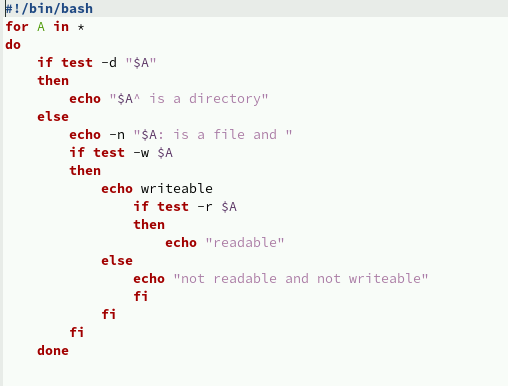 #!/bin/bash
for A in *
do
    if test -d "$A"
    then
        echo "$A^ is a directory"
    else
        echo -n "$A: is a file and "
        if test -w $A
        then
            echo writeable
                if test -r $A
                then
                    echo "readable"
            else
                echo "not readable and not writeable"
                fi
            fi
        fi
    done